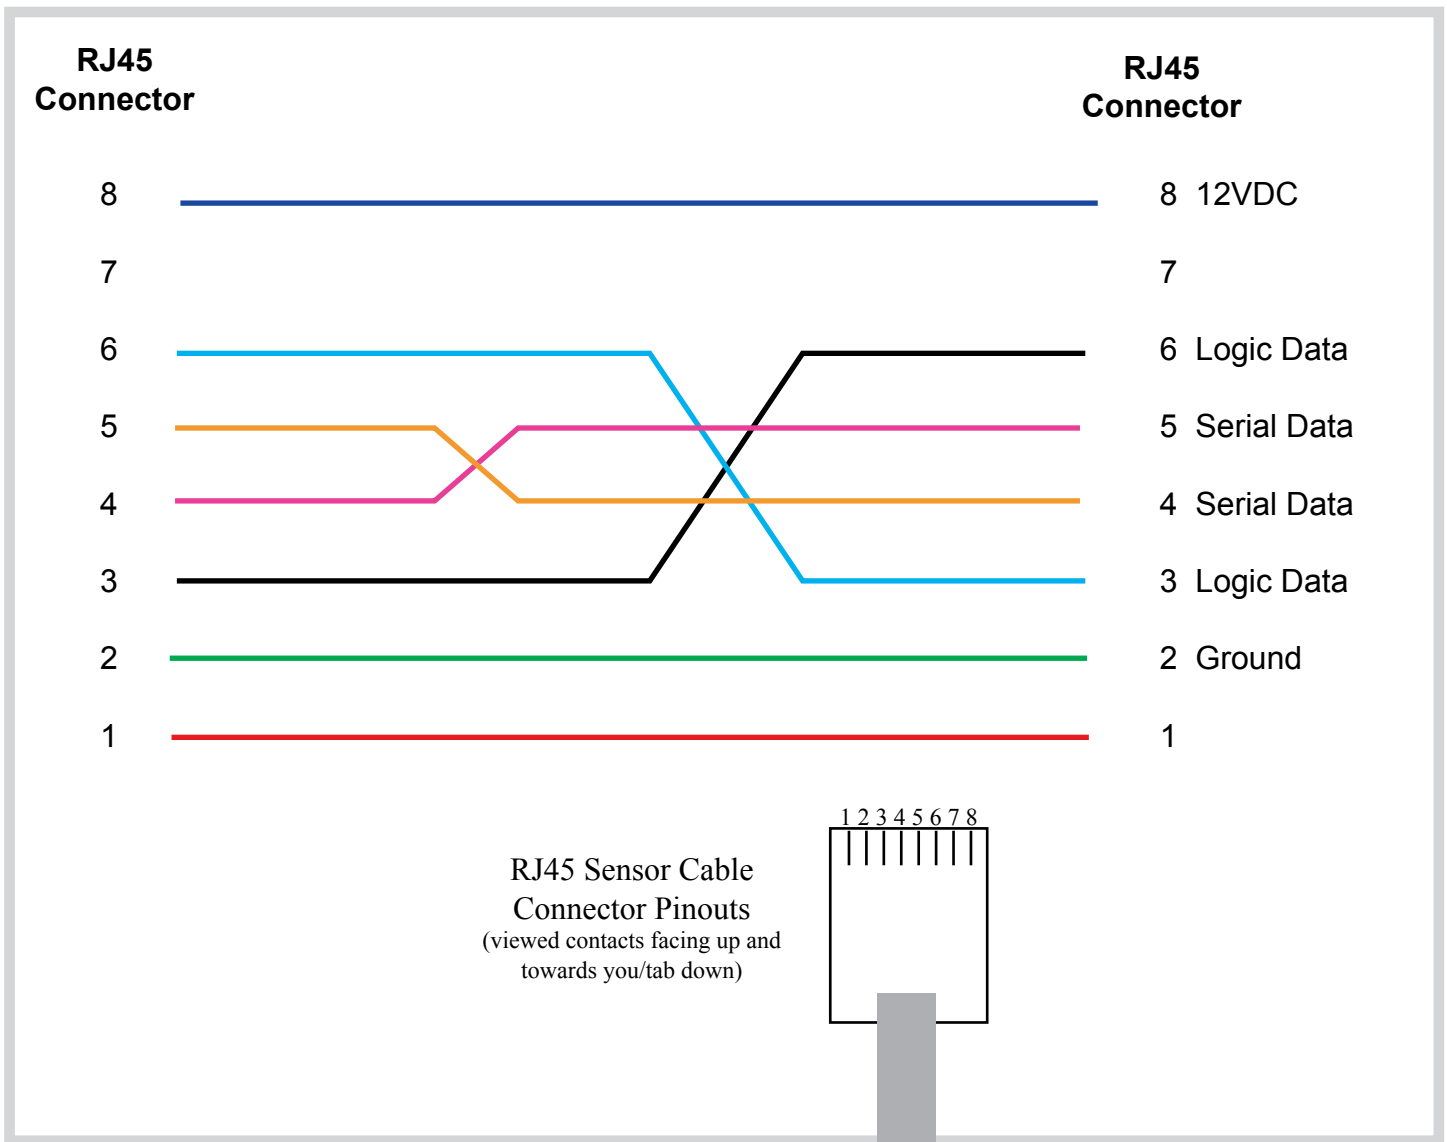 RJ45
Connector
RJ45
Connector
8
8 12VDC
7
7
6
6 Logic Data
5
5 Serial Data
4
4 Serial Data
3
3 Logic Data
2
2 Ground
1
1
1 2 3 4 5 6 7 8
RJ45 Sensor Cable
Connector Pinouts
(viewed contacts facing up and
towards you/tab down)